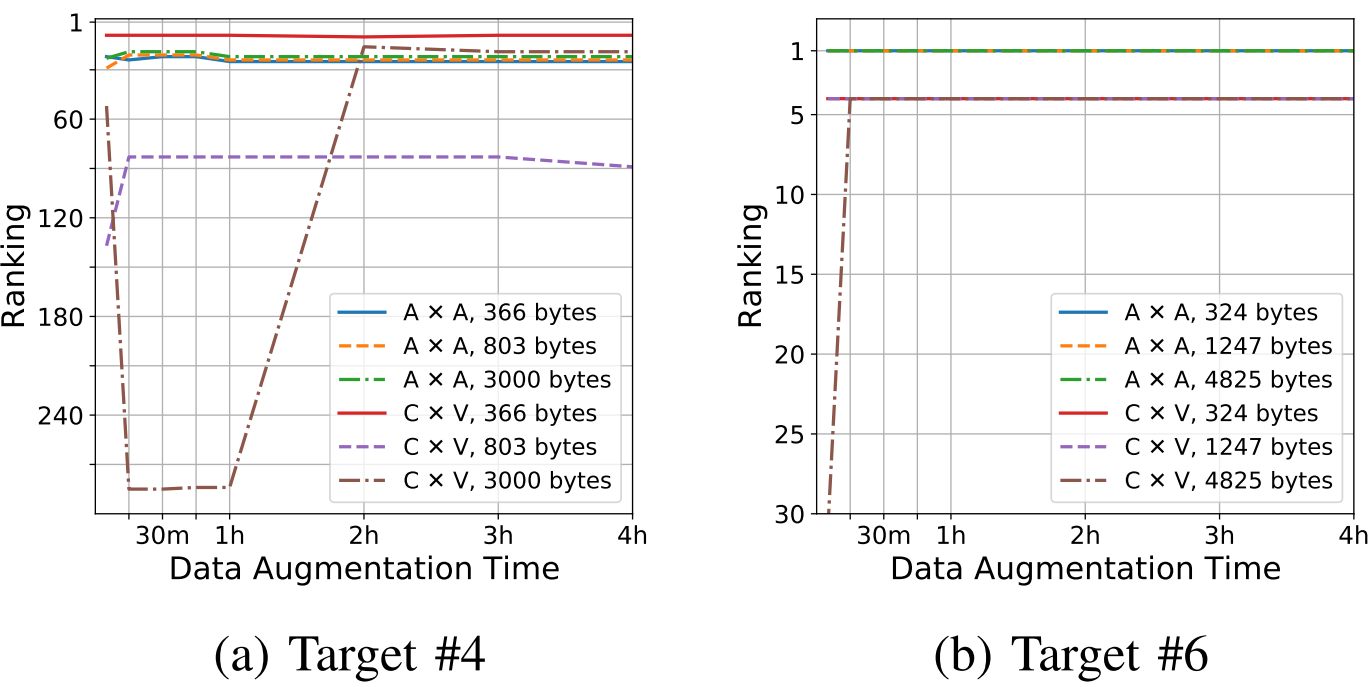 1
60
120
180
240
Ranking
A × A, 366 bytes
A × A, 803 bytes
A × A, 3000 bytes
C × V, 366 bytes
C × V, 803 bytes
C × V, 3000 bytes
30m 1h 2h 3h 4h
Data Augmentation Time
(a) Target #4
1
5
10
15
20
25
30
Ranking
A × A, 324 bytes
A × A, 1247 bytes
A × A, 4825 bytes
C × V, 324 bytes
C × V, 1247 bytes
C × V, 4825 bytes
30m 1h 2h 3h 4h
Data Augmentation Time
(b) Target #6